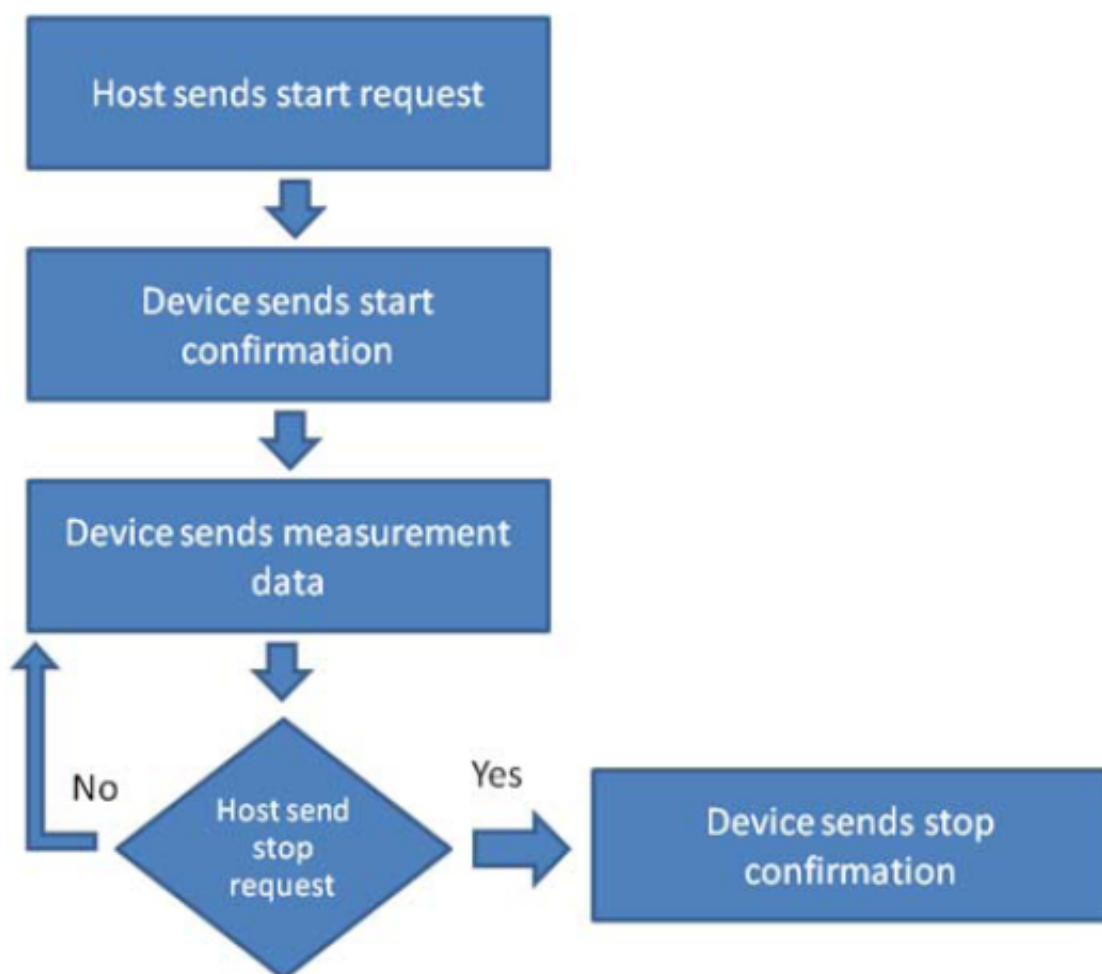 Host sends start request
Device sends start
confirmation
Device sends measurement
data
No
Host send
stop
request
Yes
Device sends stop
confirmation